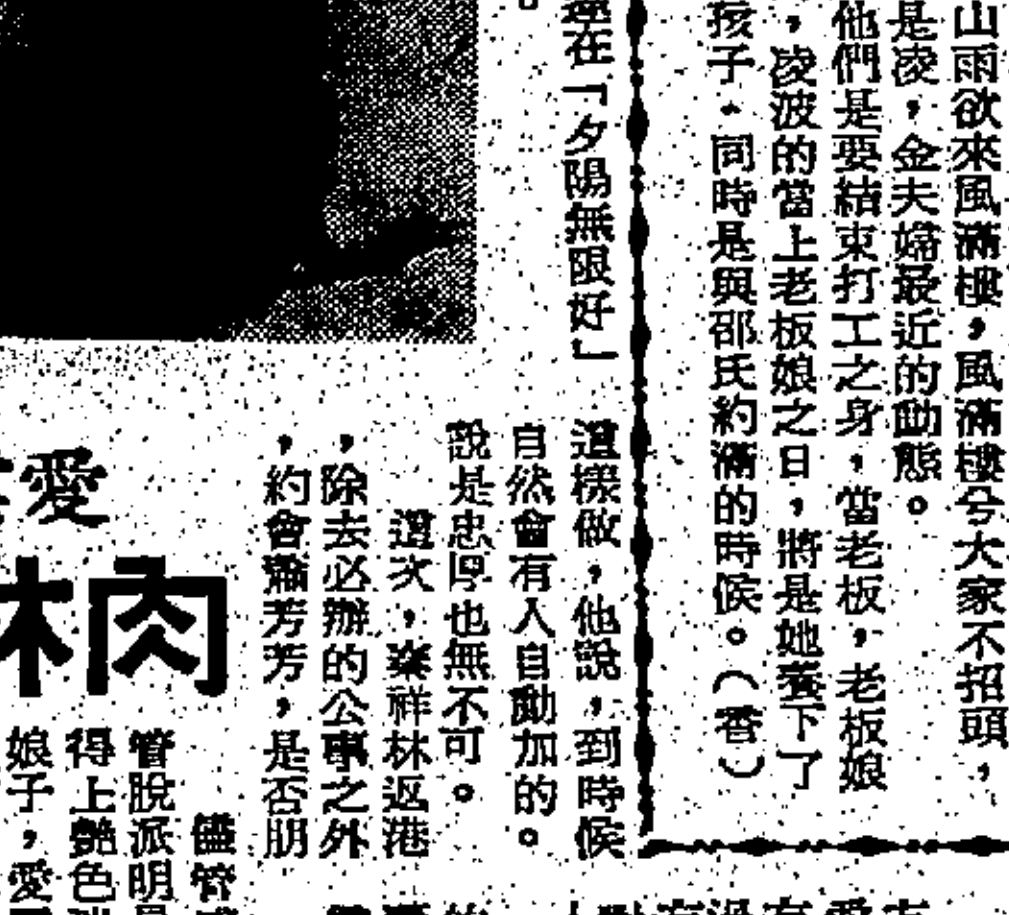 山雨欲來風滿樓，風滿樓兮大家不招頭，
是凌，金夫婦最近的動態。
他們是要結束打工之身，當老板，老板娘
，凌波的當上老板娘之日，將是她養下了
孩子．同時是與邵氏約滿的時候。（香）
在「夕陽無限好」
這樣做，他說，到時候
自然會有人自動加的。
說是忠厚也無不可。
這次，秦祥林返港
，除去必辦的公事之外
，約會蕭芳芳，是否朋
愛
肉林
儘管
管脫派明
得上艷色
娘子，愛